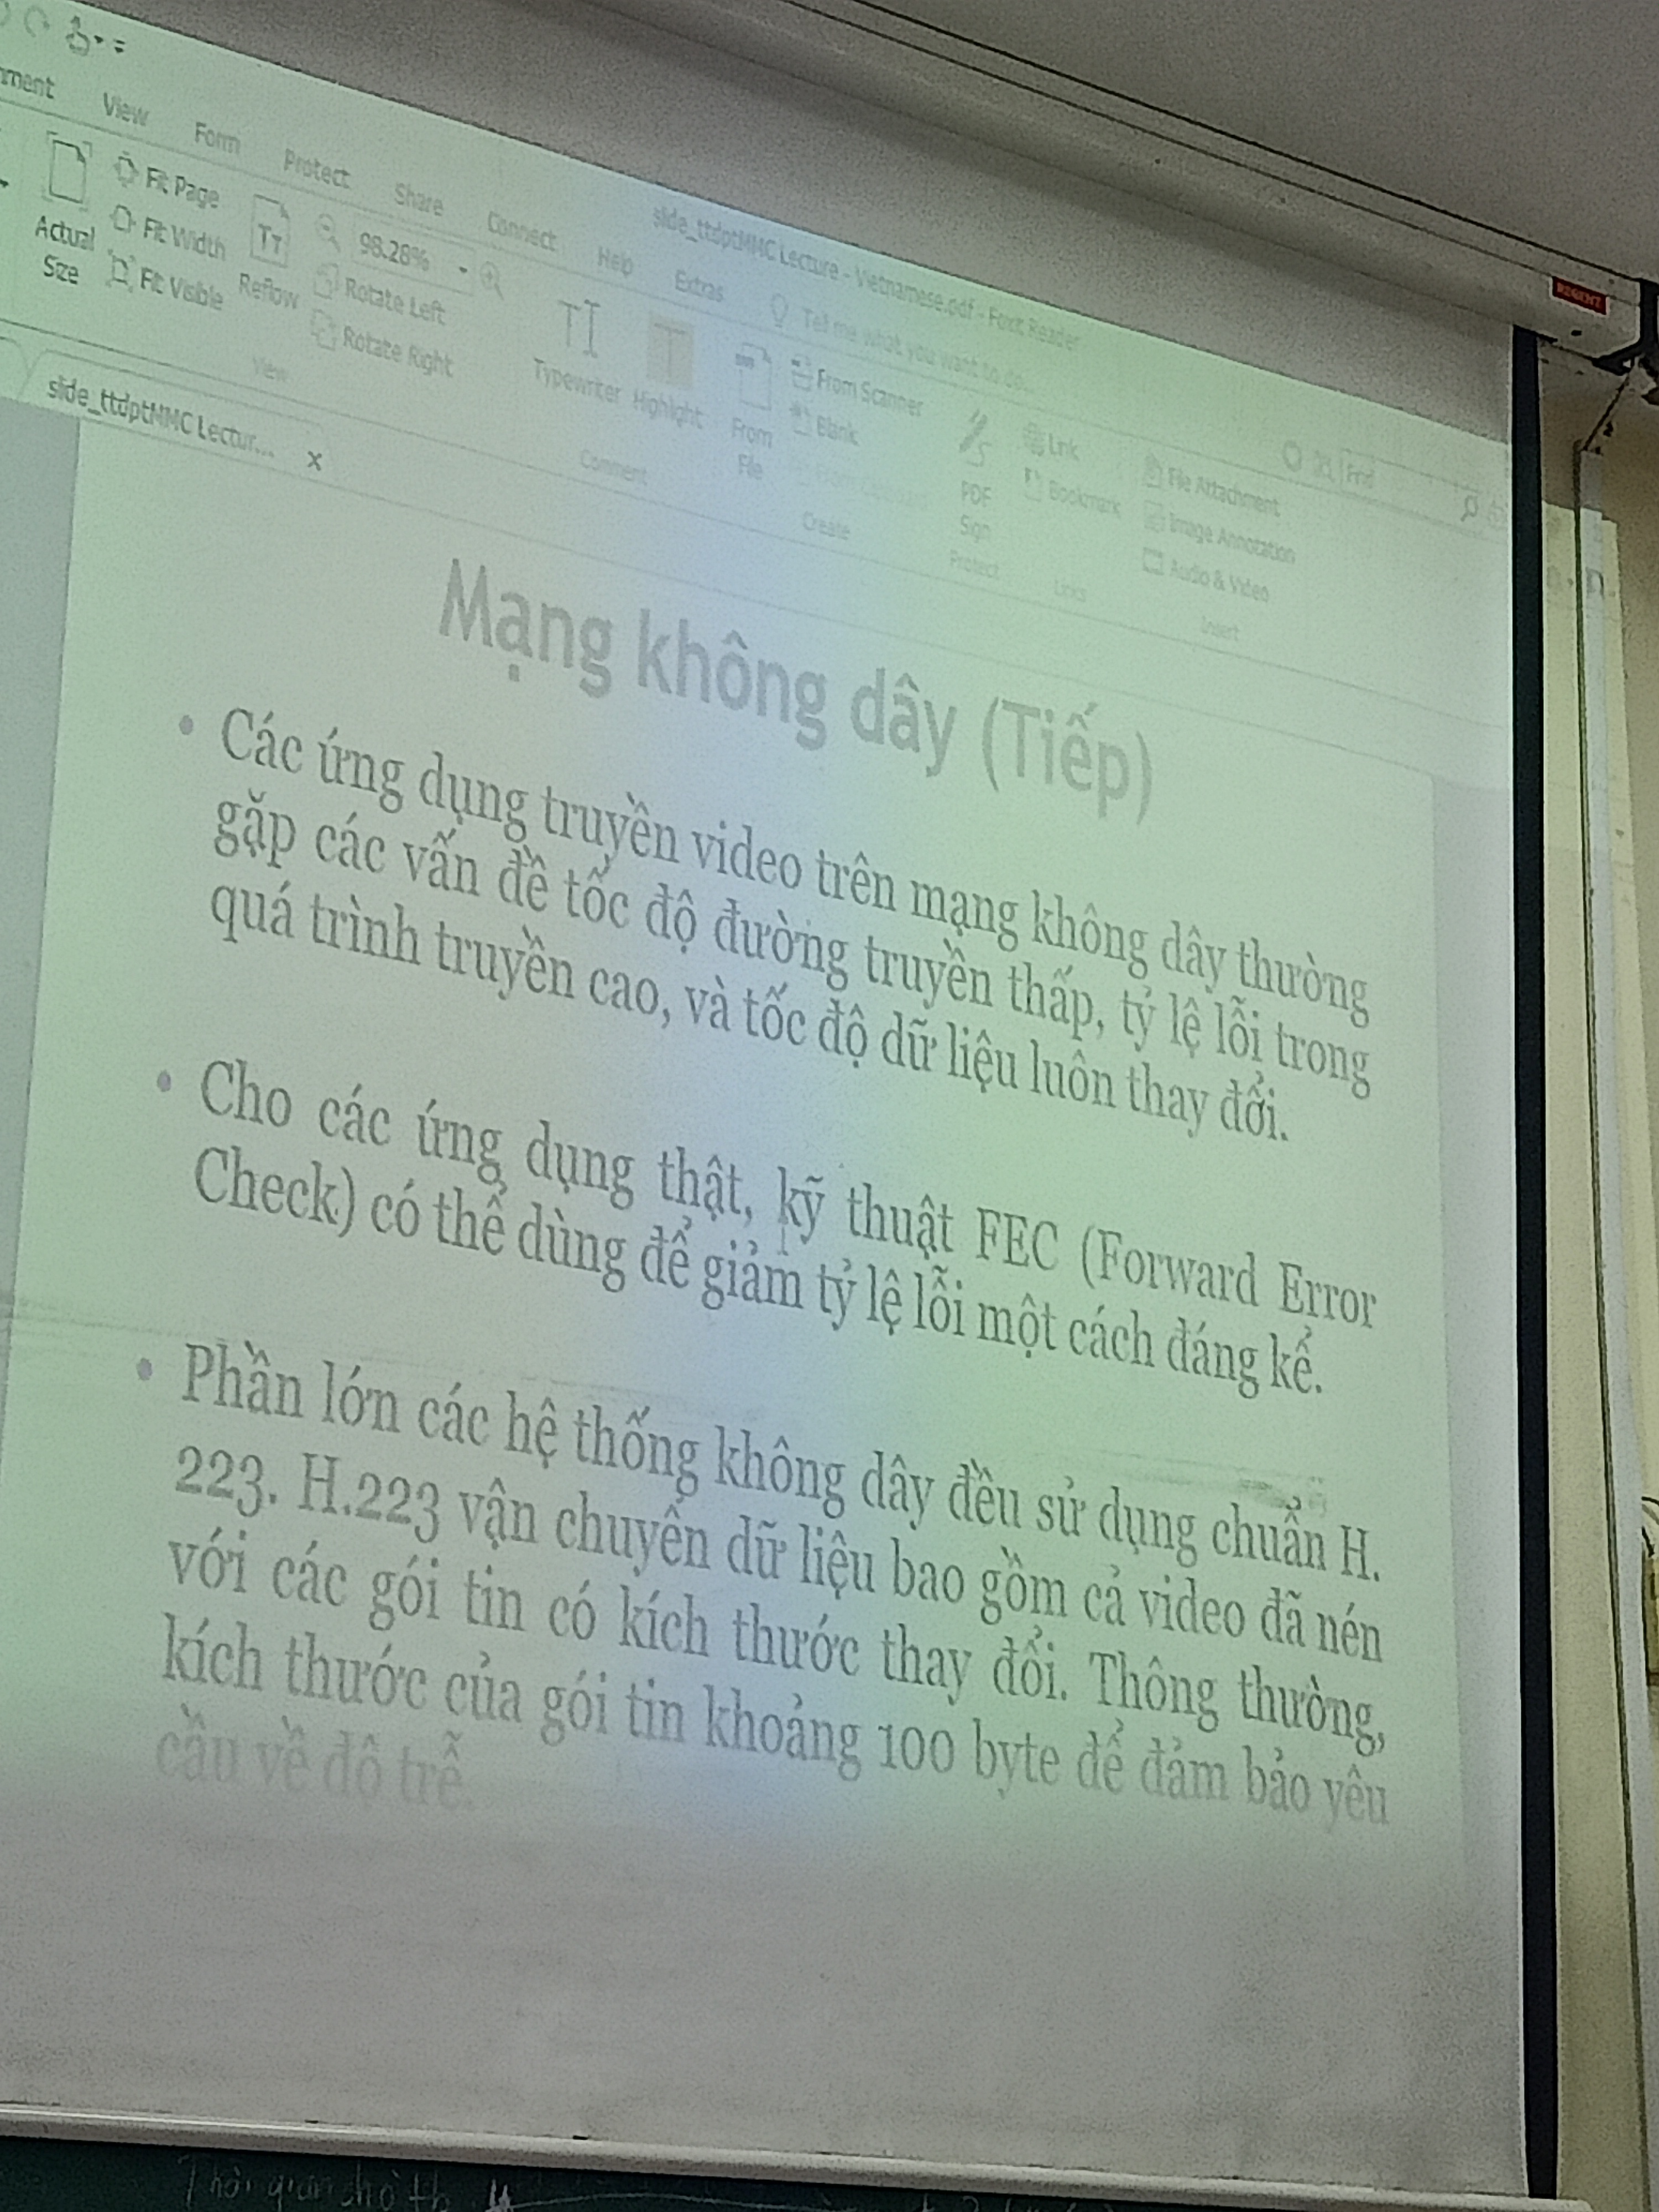 ment View Form Protect Share Connect Help Extras
slide_ttdptMMC Lecture - Vietnamese.pdf - Foxit Reader
Tell me what you want to do..
Find
Actual
Size
Fit Page
Fit Width
Fit Visible
Reflow
98.28%
Rotate Left
Rotate Right
View
Typewriter
Highlight
Comment
From
File
From Scanner
Blank
From Clipboard
Create
PDF
Sign
Protect
Link
Bookmark
Links
File Attachment
Image Annotation
Audio & Video
Insert
REGENT
slide_ttdptMMC Lectur... x
Mạng không dây (Tiếp)
• Các ứng dụng truyền video trên mạng không dây thường
gặp các vấn đề tốc độ đường truyền thấp, tỷ lệ lỗi trong
quá trình truyền cao, và tốc độ dữ liệu luôn thay đổi.
• Cho các ứng dụng thật, kỹ thuật FEC (Forward Error
Check) có thể dùng để giảm tỷ lệ lỗi một cách đáng kể.
• Phần lớn các hệ thống không dây đều sử dụng chuẩn H.
223. H.223 vận chuyển dữ liệu bao gồm cả video đã nén
với các gói tin có kích thước thay đổi. Thông thường,
kích thước của gói tin khoảng 100 byte để đảm bảo yêu
cầu về độ trễ.
Thời gian chờ